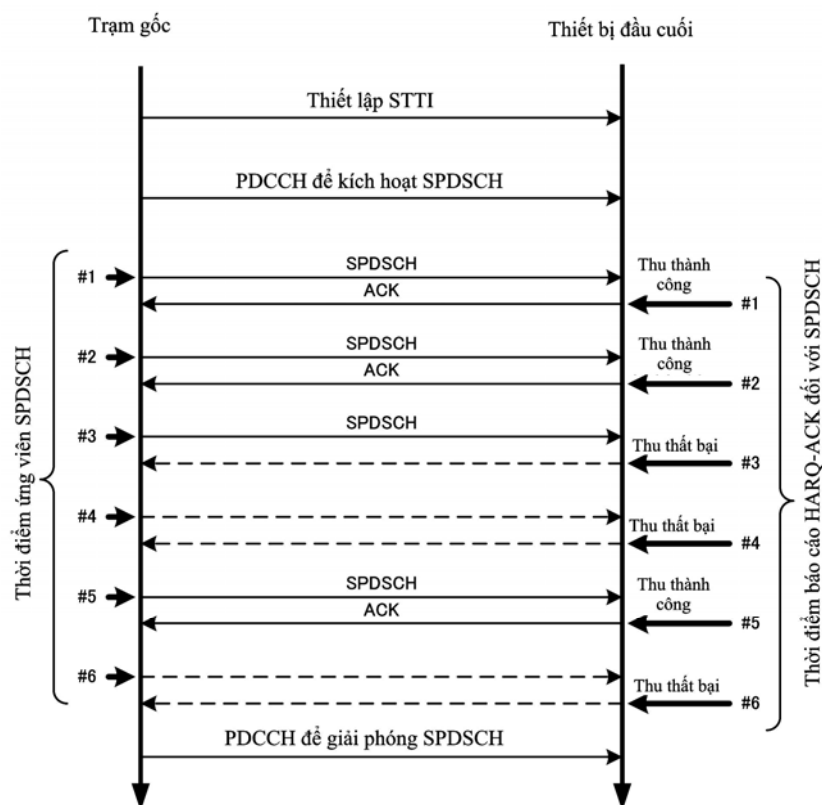 Trạm gốc
Thiết bị đầu cuối
Thiết lập STTI
PDCCH để kích hoạt SPDSCH
Thời điểm ứng viên SPDSCH
Thời điểm báo cáo HARQ-ACK đối với SPDSCH
#1
SPDSCH
Thu thành
công
ACK
#1
#2
SPDSCH
Thu thành
công
ACK
#2
#3
SPDSCH
Thu thất bại
#3
#4
Thu thất bại
#4
#5
SPDSCH
Thu thành
công
ACK
#5
#6
Thu thất bại
#6
PDCCH để giải phóng SPDSCH